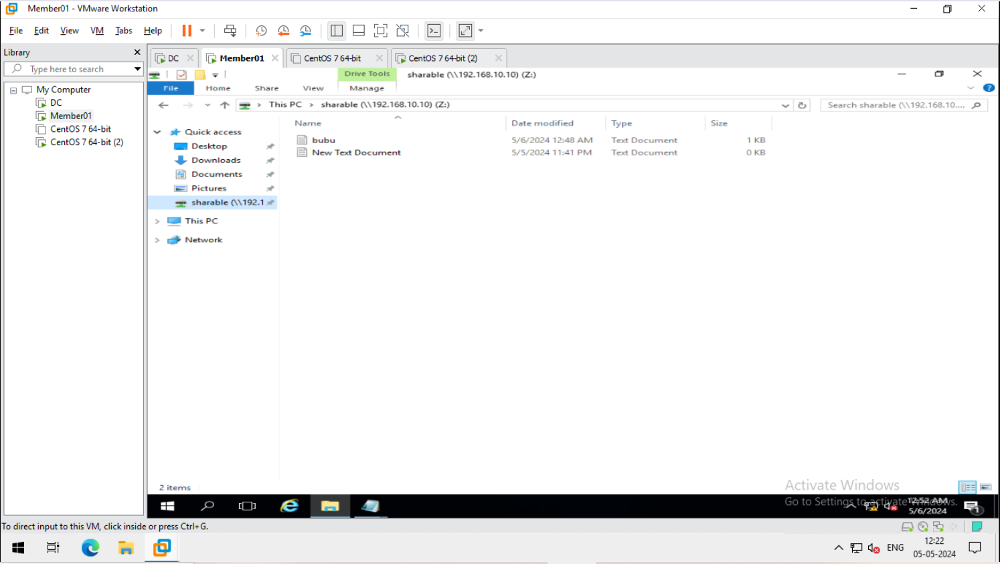 Member01 - VMware Workstation
File Edit View VM Tabs Help
Library
Type here to search
My Computer
DC
Member01
CentOS 7 64-bit
CentOS 7 64-bit (2)
DC Member01 CentOS 7 64-bit CentOS 7 64-bit (2)
Drive Tools sharable (\\192.168.10.10) (Z:)
File Home Share View Manage
This PC > sharable (\\192.168.10.10) (Z:)
Search sharable (\\192.168.10....
Quick access
Desktop
Downloads
Documents
Pictures
sharable (\\192.1
This PC
Network
Name Date modified Type Size
bubu 5/6/2024 12:48 AM Text Document 1 KB
New Text Document 5/5/2024 11:41 PM Text Document 0 KB
2 items
Activate Windows
Go to Settings to activate Windows.
12:52 AM
5/6/2024
1
To direct input to this VM, click inside or press Ctrl+G.
ENG
12:22
05-05-2024